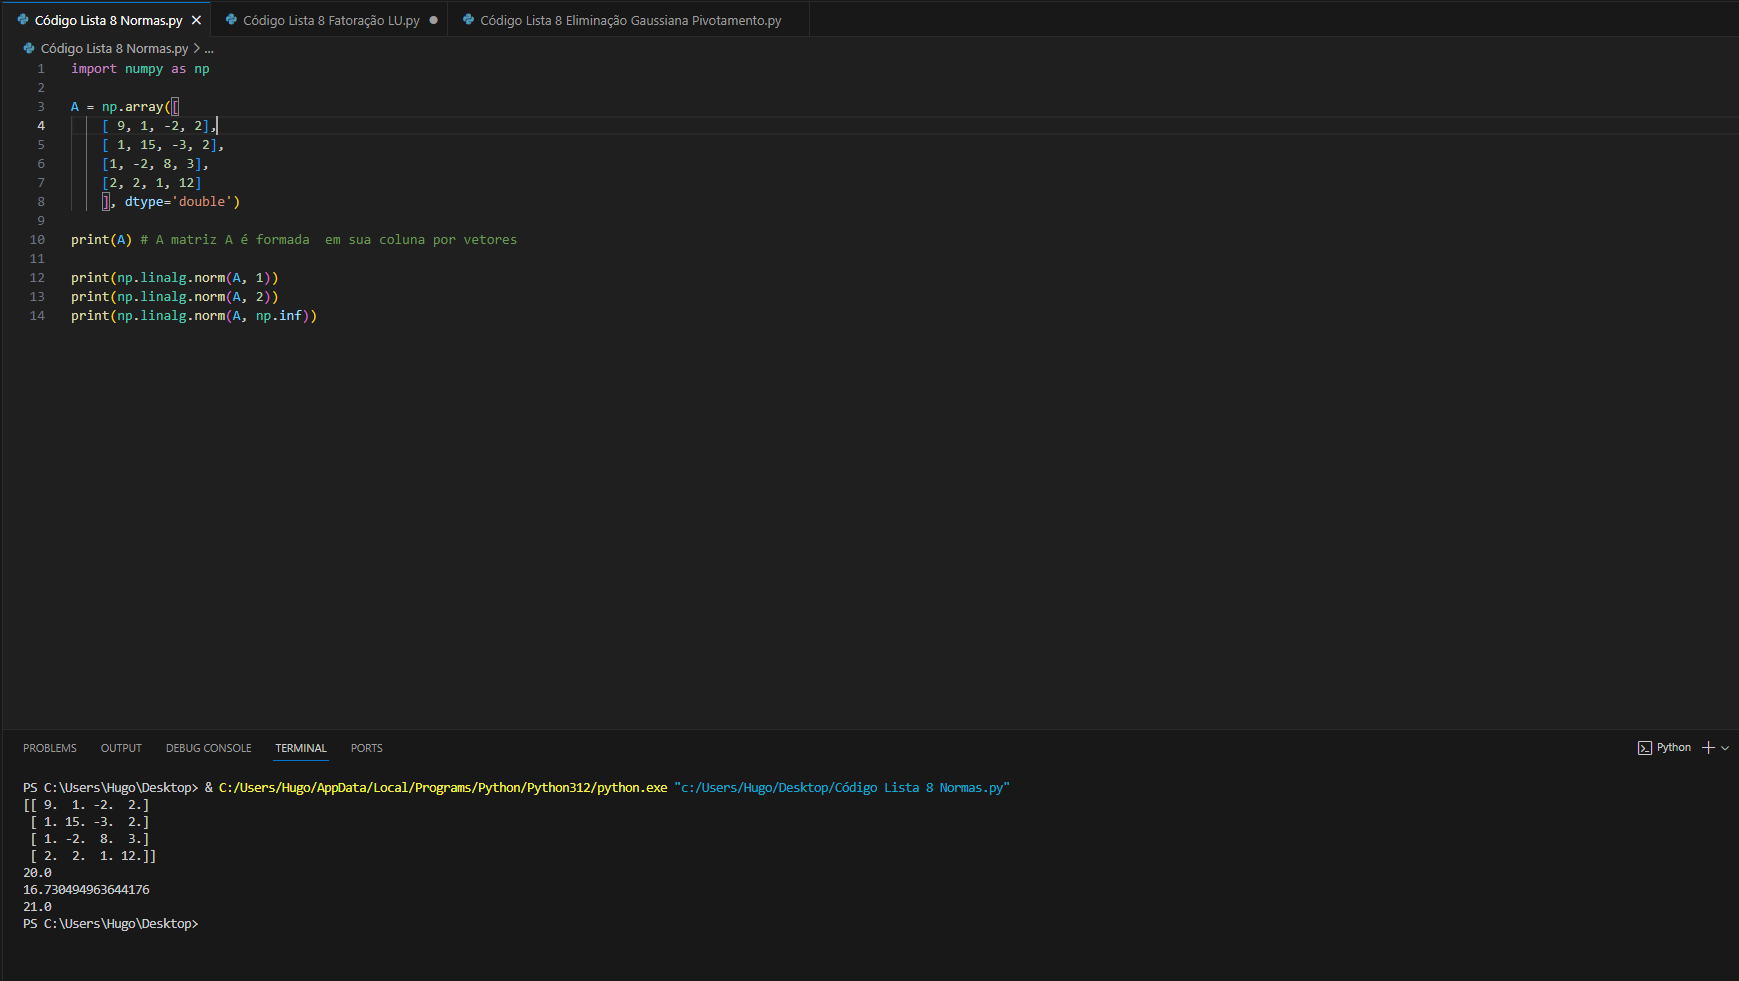 Código Lista 8 Normas.py × Código Lista 8 Fatoração LU.py ● Código Lista 8 Eliminação Gaussiana Pivotamento.py
Código Lista 8 Normas.py > ...
1 import numpy as np
2
3 A = np.array([
4     [ 9, 1, -2, 2],
5     [ 1, 15, -3, 2],
6     [1, -2, 8, 3],
7     [2, 2, 1, 12]
8     ], dtype='double')
9
10 print(A) # A matriz A é formada  em sua coluna por vetores
11
12 print(np.linalg.norm(A, 1))
13 print(np.linalg.norm(A, 2))
14 print(np.linalg.norm(A, np.inf))
PROBLEMS OUTPUT DEBUG CONSOLE TERMINAL PORTS
Python
PS C:\Users\Hugo\Desktop> & C:/Users/Hugo/AppData/Local/Programs/Python/Python312/python.exe "c:/Users/Hugo/Desktop/Código Lista 8 Normas.py"
[[ 9.  1. -2.  2.]
 [ 1. 15. -3.  2.]
 [ 1. -2.  8.  3.]
 [ 2.  2.  1. 12.]]
20.0
16.730494963644176
21.0
PS C:\Users\Hugo\Desktop>